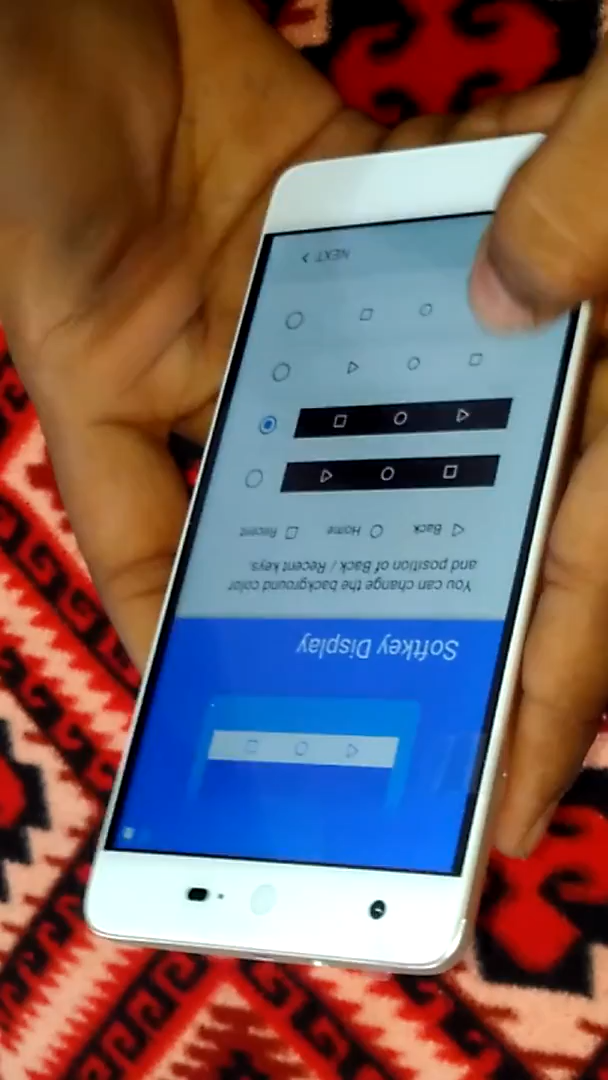 Softkey Display
You can change the background color
and position of Back / Recent keys.
Back Home Recent
NEXT